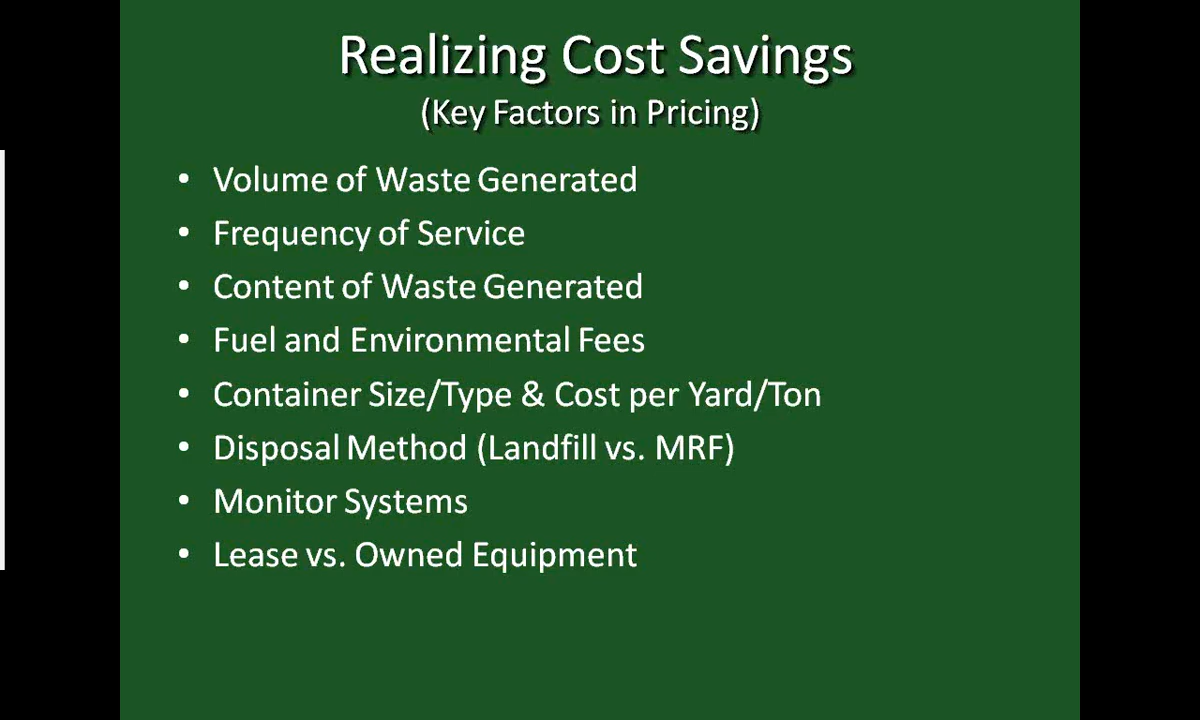 Realizing Cost Savings
(Key Factors in Pricing)
• Volume of Waste Generated
• Frequency of Service
• Content of Waste Generated
• Fuel and Environmental Fees
• Container Size/Type & Cost per Yard/Ton
• Disposal Method (Landfill vs. MRF)
• Monitor Systems
• Lease vs. Owned Equipment